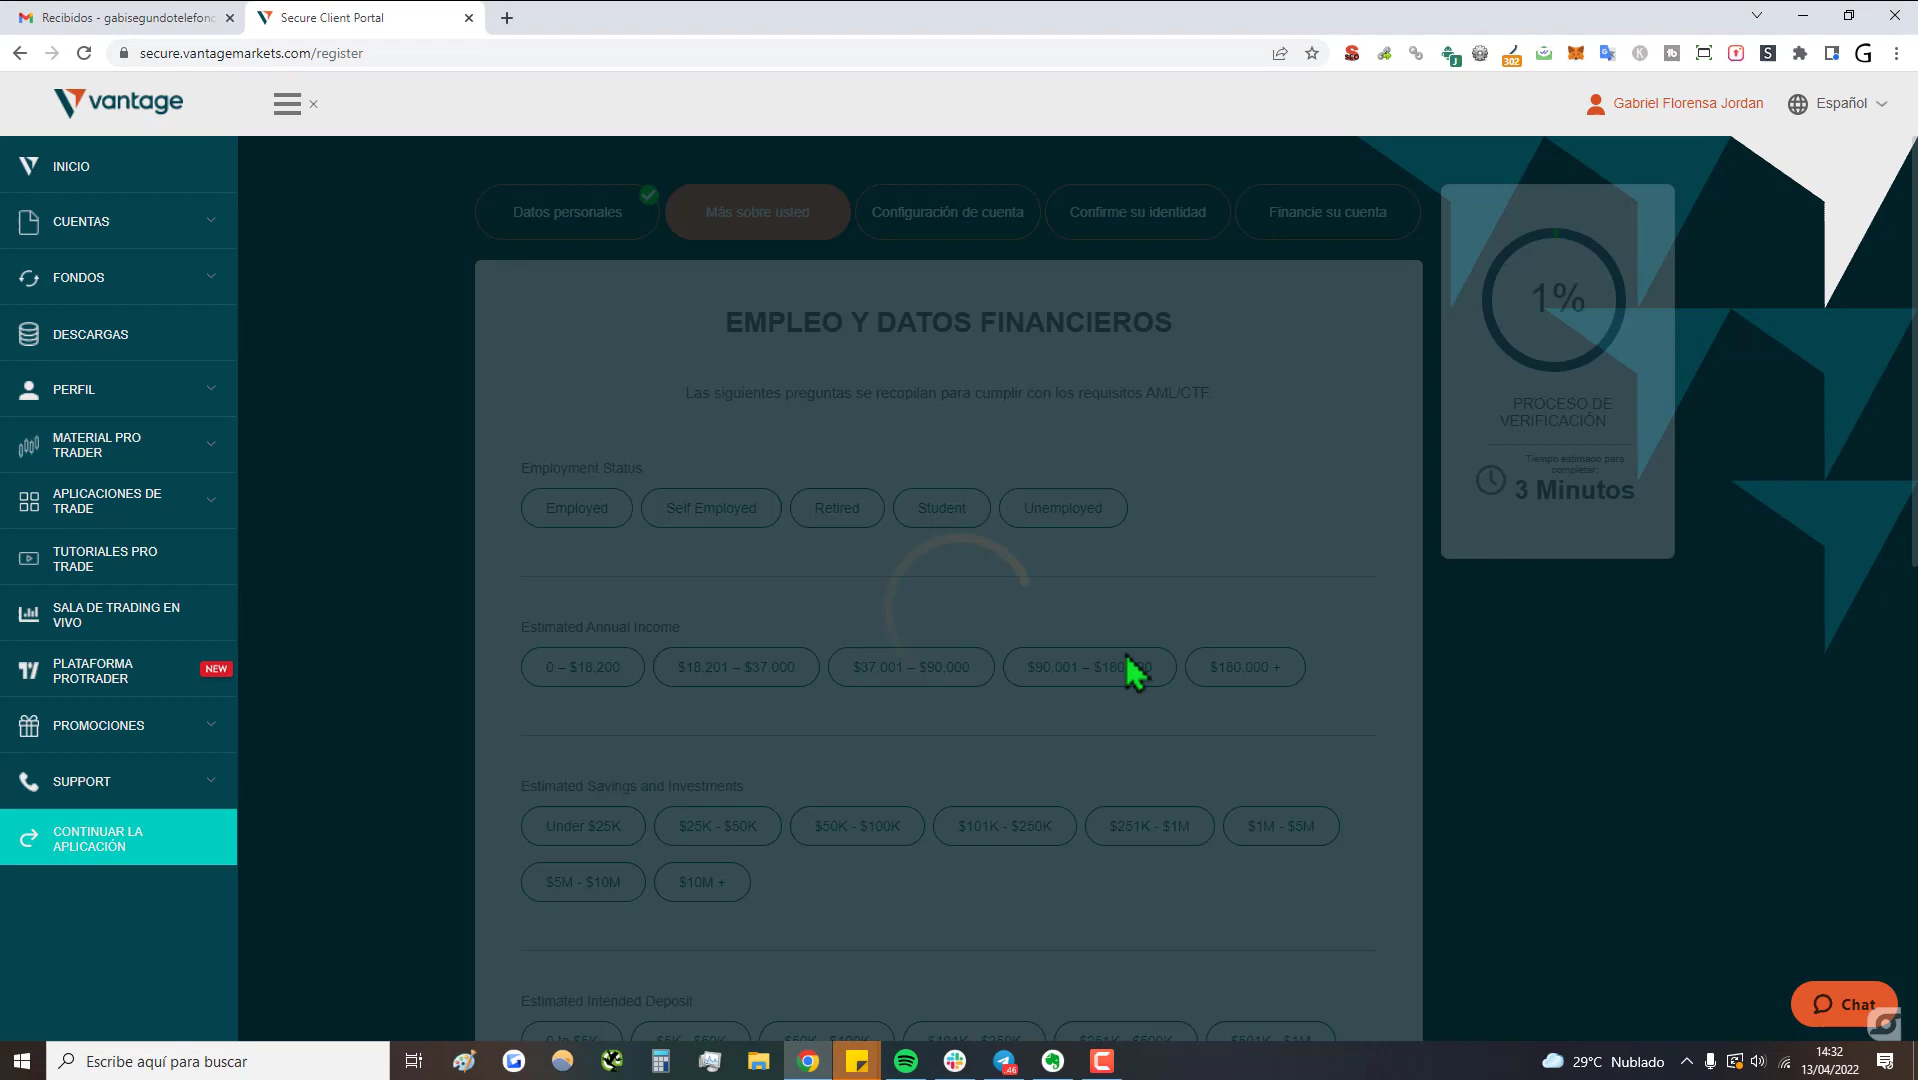 Recibidos - gabisegundotelefon
Secure Client Portal
secure.vantagemarkets.com/register
302
vantage
Gabriel Florensa Jordan
Español
INICIO
CUENTAS
FONDOS
DESCARGAS
PERFIL
MATERIAL PRO
TRADER
APLICACIONES DE
TRADE
TUTORIALES PRO
TRADE
SALA DE TRADING EN
VIVO
PLATAFORMA
PROTRADER
NEW
PROMOCIONES
SUPPORT
CONTINUAR LA
APLICACIÓN
Datos personales
Más sobre usted
Configuración de cuenta
Confirme su identidad
Financie su cuenta
EMPLEO Y DATOS FINANCIEROS
Las siguientes preguntas se recopilan para cumplir con los requisitos AML/CTF.
Employment Status
Employed
Self Employed
Retired
Student
Unemployed
Estimated Annual Income
0 – $18,200
$18,201 – $37,000
$37,001 – $90,000
$90,001 –
$180,000 +
Estimated Savings and Investments
Under $25K
$25K - $50K
$50K - $100K
$101K - $250K
$251K - $1M
$1M - $5M
$5M - $10M
$10M +
Estimated Intended Deposit
1%
PROCESO DE
VERIFICACIÓN
Tiempo estimado para
completar:
3 Minutos
Chat
Escribe aquí para buscar
46
29°C Nublado
14:32
13/04/2022